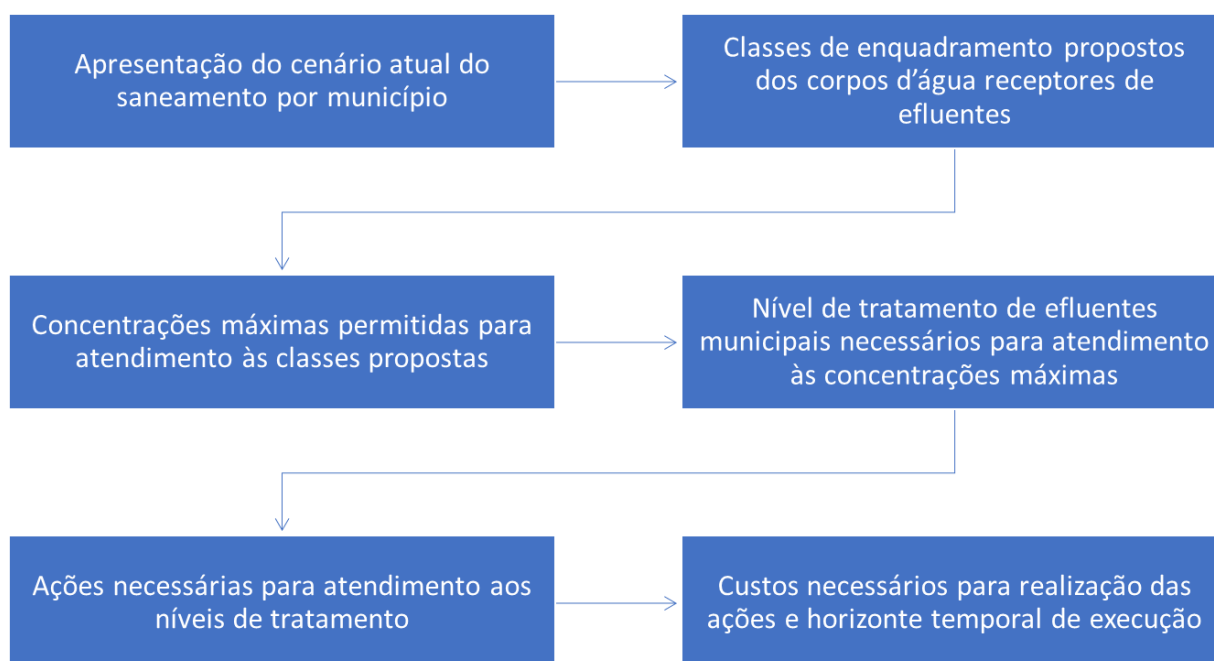 Apresentação do cenário atual do
saneamento por município
Classes de enquadramento propostos
dos corpos d’água receptores de
efluentes
Concentrações máximas permitidas para
atendimento às classes propostas
Nível de tratamento de efluentes
municipais necessários para atendimento
às concentrações máximas
Ações necessárias para atendimento aos
níveis de tratamento
Custos necessários para realização das
ações e horizonte temporal de execução